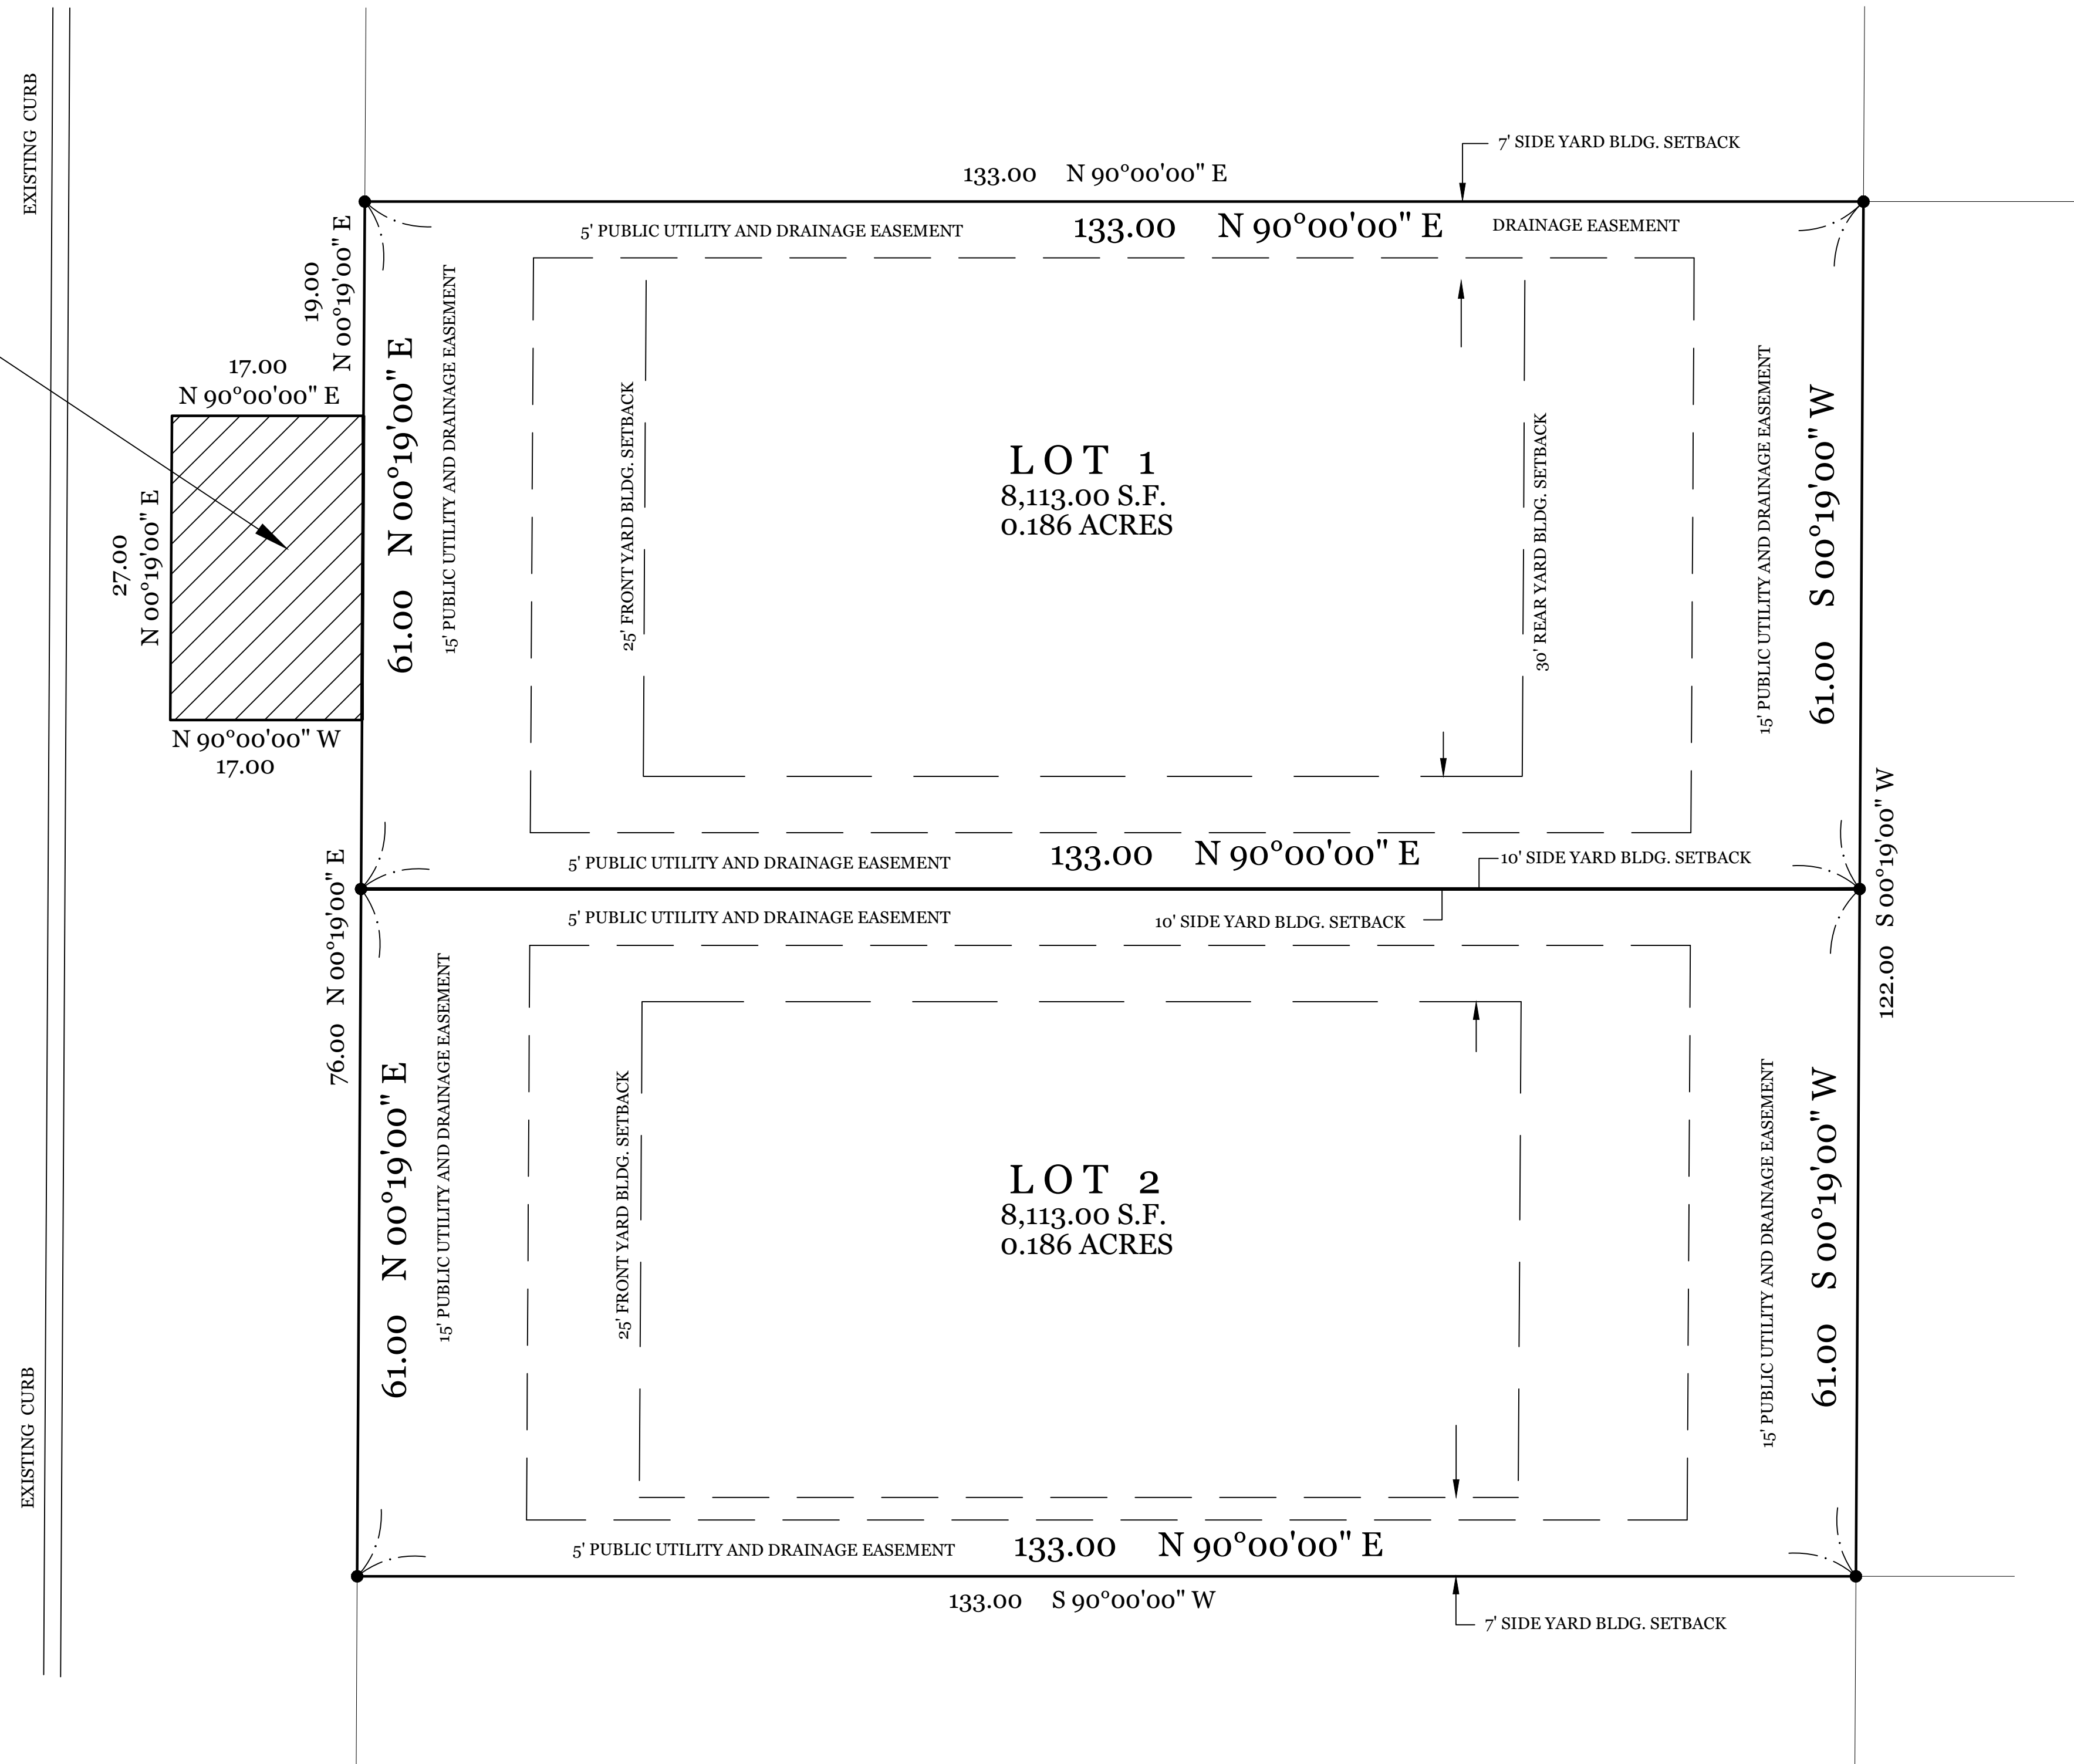 EXISTING CURB
7' SIDE YARD BLDG. SETBACK
133.00 N 90°00'00" E
5' PUBLIC UTILITY AND DRAINAGE EASEMENT
133.00 N 90°00'00" E
DRAINAGE EASEMENT
19.00
N 00°19'00" E
17.00
N 90°00'00" E
27.00
N 00°19'00" E
N 90°00'00" W
17.00
61.00 N 00°19'00" E
15' PUBLIC UTILITY AND DRAINAGE EASEMENT
25' FRONT YARD BLDG. SETBACK
LOT 1
8,113.00 S.F.
0.186 ACRES
30' REAR YARD BLDG. SETBACK
15' PUBLIC UTILITY AND DRAINAGE EASEMENT
61.00 S 00°19'00" W
5' PUBLIC UTILITY AND DRAINAGE EASEMENT
133.00 N 90°00'00" E
10' SIDE YARD BLDG. SETBACK
5' PUBLIC UTILITY AND DRAINAGE EASEMENT
10' SIDE YARD BLDG. SETBACK
76.00 N 00°19'00" E
122.00 S 00°19'00" W
61.00 N 00°19'00" E
15' PUBLIC UTILITY AND DRAINAGE EASEMENT
25' FRONT YARD BLDG. SETBACK
LOT 2
8,113.00 S.F.
0.186 ACRES
15' PUBLIC UTILITY AND DRAINAGE EASEMENT
61.00 S 00°19'00" W
EXISTING CURB
5' PUBLIC UTILITY AND DRAINAGE EASEMENT
133.00 N 90°00'00" E
133.00 S 90°00'00" W
7' SIDE YARD BLDG. SETBACK